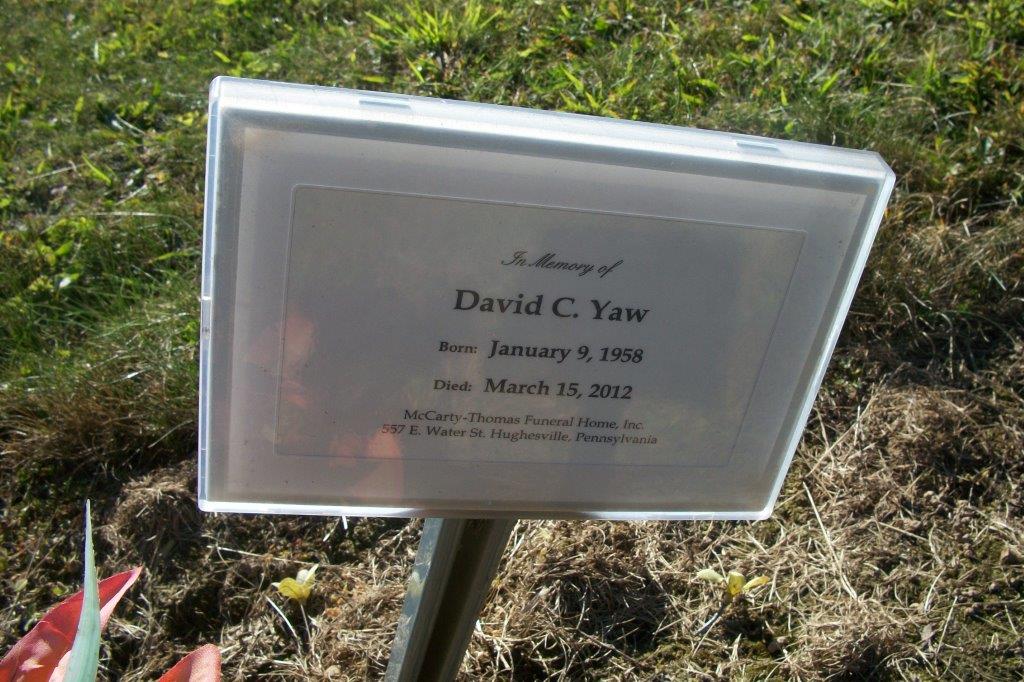 In Memory of
David C. Yaw
Born: January 9, 1958
Died: March 15, 2012
McCarty-Thomas Funeral Home, Inc.
557 E. Water St. Hughesville, Pennsylvania